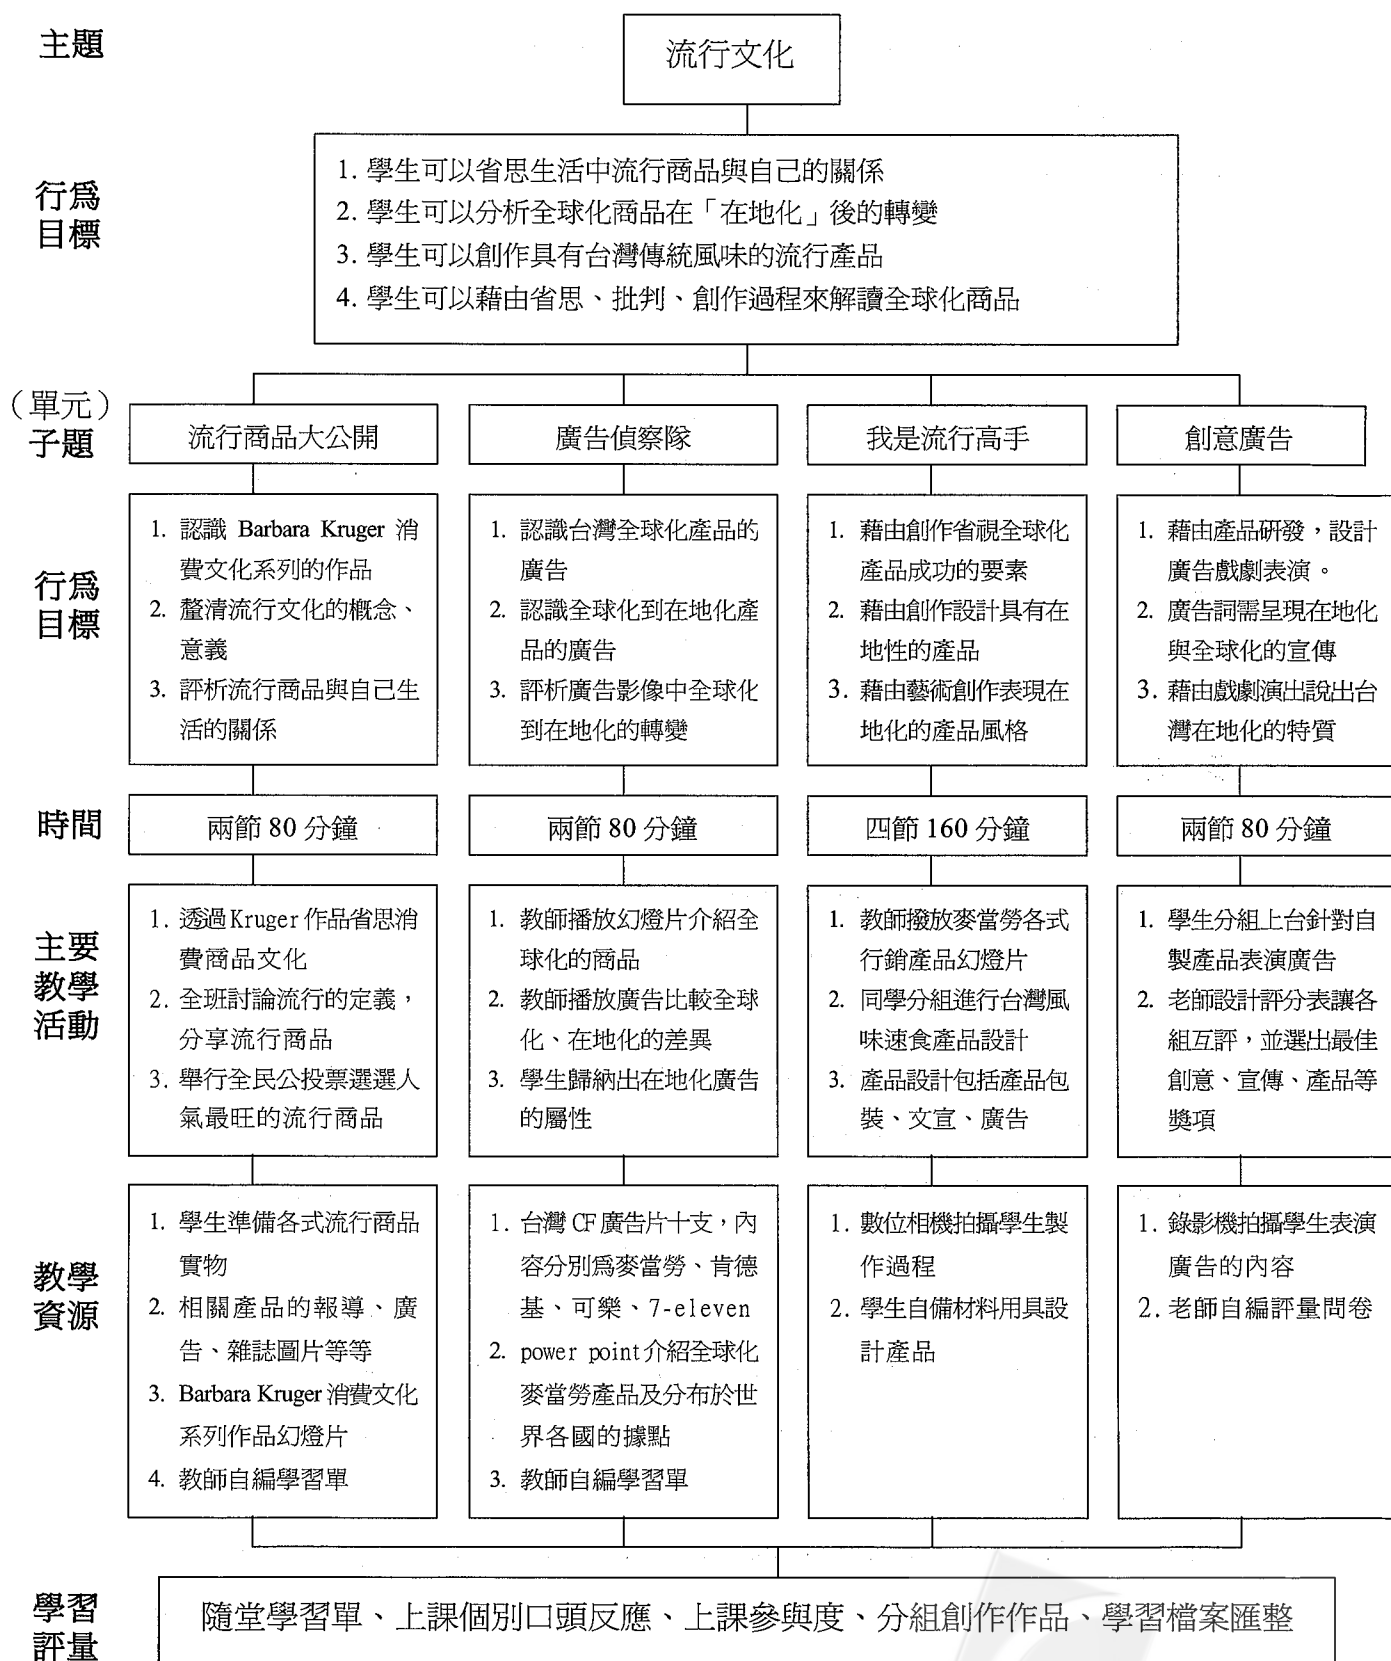 主題
流行文化
行為
目標
1. 學生可以省思生活中流行商品與自己的關係
2. 學生可以分析全球化商品在「在地化」後的轉變
3. 學生可以創作具有台灣傳統風味的流行產品
4. 學生可以藉由省思、批判、創作過程來解讀全球化商品
（單元）
子題
流行商品大公開
廣告偵察隊
我是流行高手
創意廣告
行為
目標
1. 認識 Barbara Kruger 消
費文化系列的作品
2. 釐清流行文化的概念、
意義
3. 評析流行商品與自己生
活的關係
1. 認識台灣全球化產品的
廣告
2. 認識全球化到在地化產
品的廣告
3. 評析廣告影像中全球化
到在地化的轉變
1. 藉由創作省視全球化
產品成功的要素
2. 藉由創作設計具有在
地性的產品
3. 藉由藝術創作表現在
地化的產品風格
1. 藉由產品研發，設計
廣告戲劇表演。
2. 廣告詞需呈現在地化
與全球化的宣傳
3. 藉由戲劇演出說出台
灣在地化的特質
時間
兩節 80 分鐘
兩節 80 分鐘
四節 160 分鐘
兩節 80 分鐘
主要
教學
活動
1. 透過Kruger作品省思消
費商品文化
2. 全班討論流行的定義，
分享流行商品
3. 舉行全民公投票選選人
氣最旺的流行商品
1. 教師播放幻燈片介紹全
球化的商品
2. 教師播放廣告比較全球
化、在地化的差異
3. 學生歸納出在地化廣告
的屬性
1. 教師撥放麥當勞各式
行銷產品幻燈片
2. 同學分組進行台灣風
味速食產品設計
3. 產品設計包括產品包
裝、文宣、廣告
1. 學生分組上台針對自
製產品表演廣告
2. 老師設計評分表讓各
組互評，並選出最佳
創意、宣傳、產品等
獎項
教學
資源
1. 學生準備各式流行商品
實物
2. 相關產品的報導、廣
告、雜誌圖片等等
3. Barbara Kruger 消費文化
系列作品幻燈片
4. 教師自編學習單
1. 台灣 CF 廣告片十支，內
容分別為麥當勞、肯德
基、可樂、7-eleven
2. power point介紹全球化
麥當勞產品及分布於世
界各國的據點
3. 教師自編學習單
1. 數位相機拍攝學生製
作過程
2. 學生自備材料用具設
計產品
1. 錄影機拍攝學生表演
廣告的內容
2. 老師自編評量問卷
學習
評量
隨堂學習單、上課個別口頭反應、上課參與度、分組創作作品、學習檔案匯整